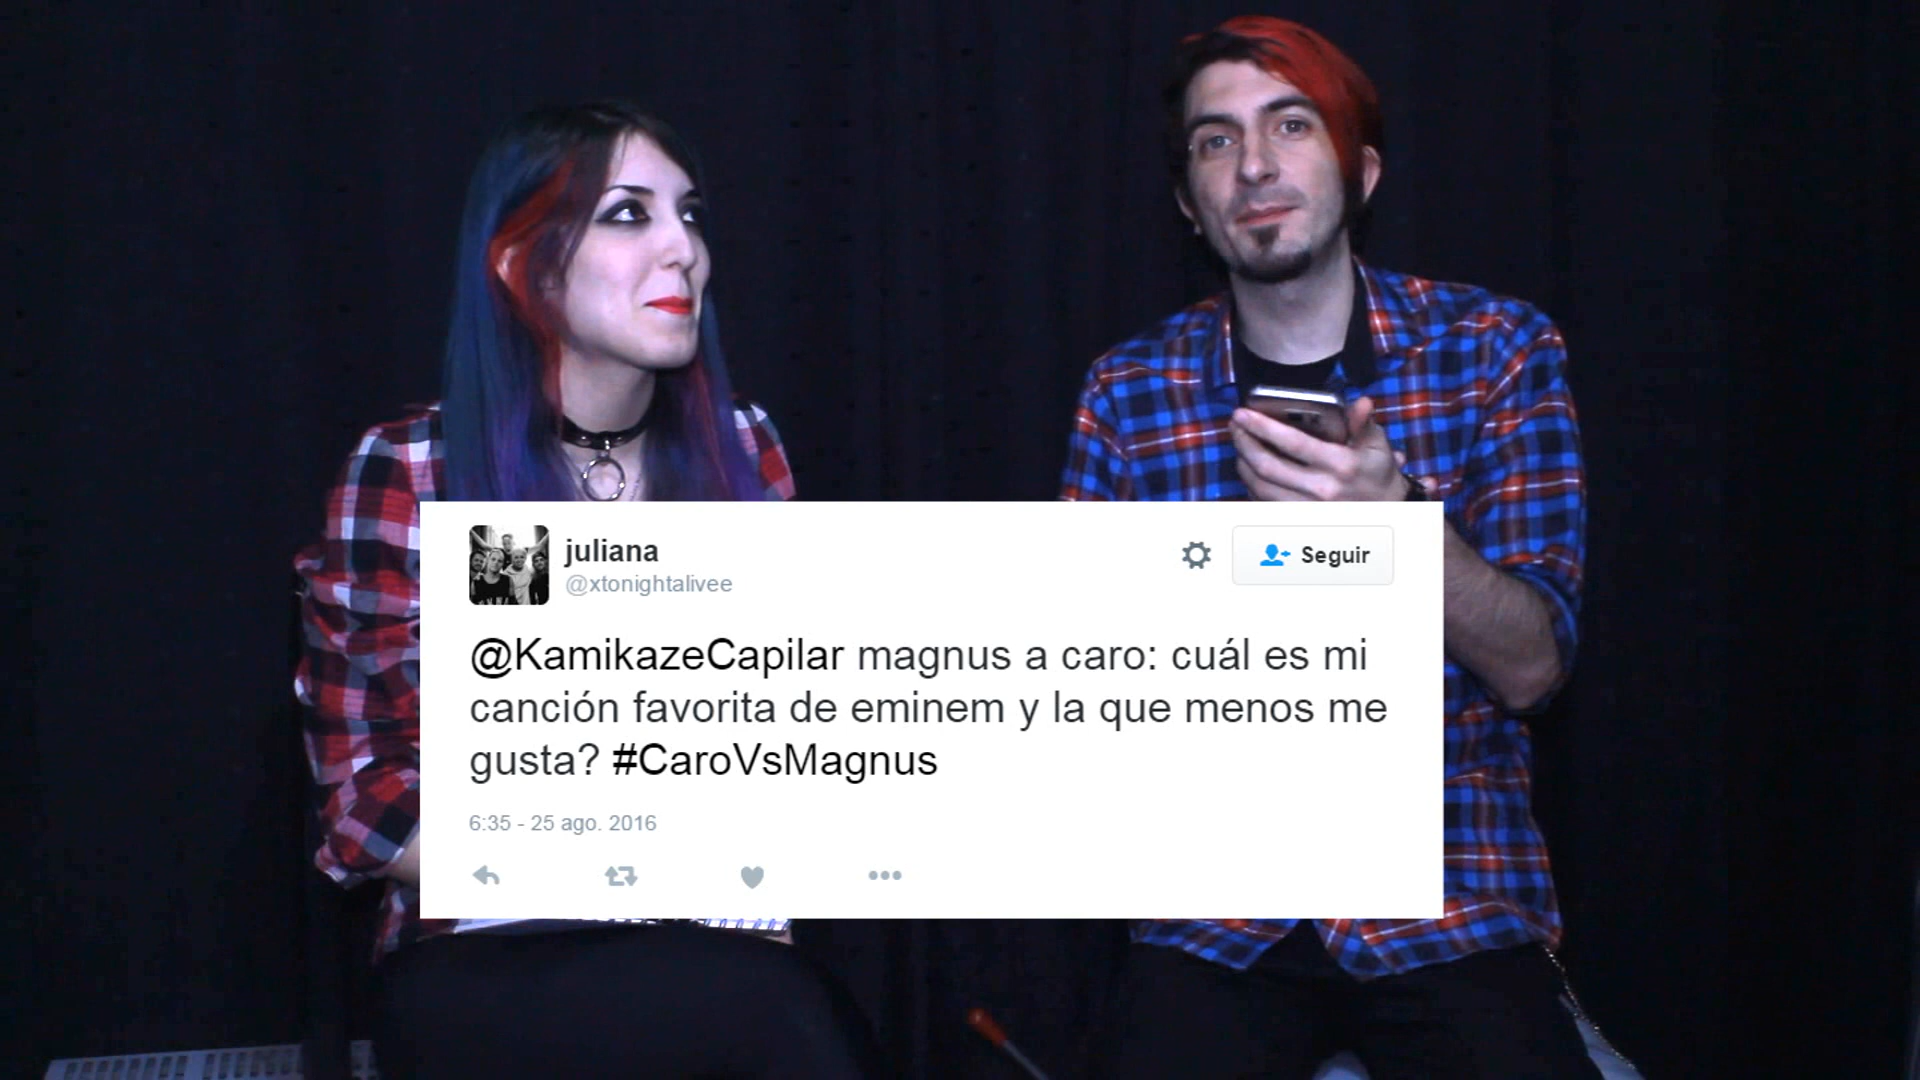 juliana
@xtonightalivee
Seguir
@KamikazeCapilar magnus a caro: cuál es mi
canción favorita de eminem y la que menos me
gusta? #CaroVsMagnus
6:35 - 25 ago. 2016